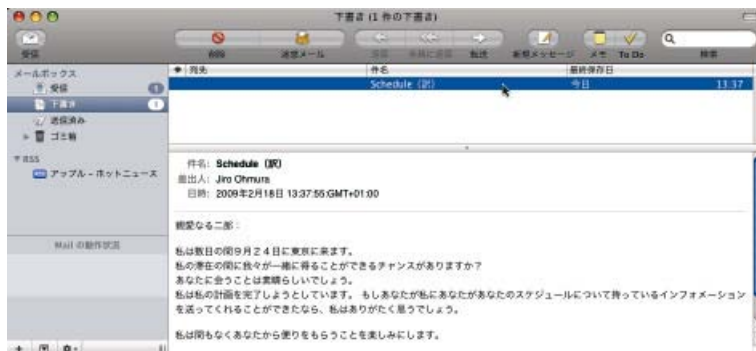 下書き (1 件の下書き)
受信 削除 迷惑メール 返信 全員に返信 転送 新規メッセージ メモ To Do 検索
メールボックス
受信 1
下書き 1
送信済み
ゴミ箱
RSS
アップル - ホットニュース
Mail の動作状況
宛先 件名 最終保存日
Schedule (訳) 今日 13:37
件名: Schedule (訳)
差出人: Jiro Ohmura
日時: 2009年2月18日 13:37:55:GMT+01:00
親愛なる二郎:
私は数日の間9月24日に東京に来ます。
私の滞在の間に我々が一緒に得ることができるチャンスがありますか?
あなたに会うことは素晴らしいでしょう。
私は私の計画を完了しようとしています。 もしあなたが私にあなたがあなたのスケジュールについて持っているインフォメーション
を送ってくれることができたなら、私はありがたく思うでしょう。
私は間もなくあなたから便りをもらうことを楽しみにします。